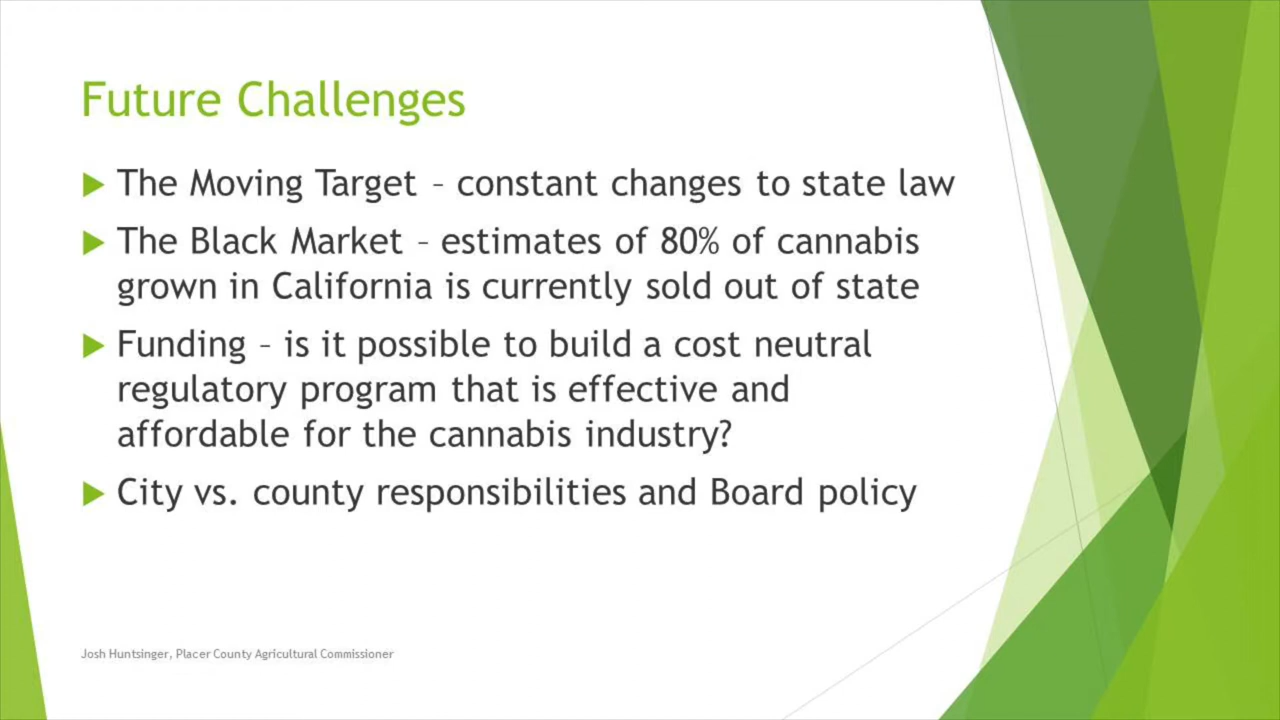 Future Challenges
The Moving Target – constant changes to state law
The Black Market – estimates of 80% of cannabis
grown in California is currently sold out of state
Funding – is it possible to build a cost neutral
regulatory program that is effective and
affordable for the cannabis industry?
City vs. county responsibilities and Board policy
Josh Huntsinger, Placer County Agricultural Commissioner